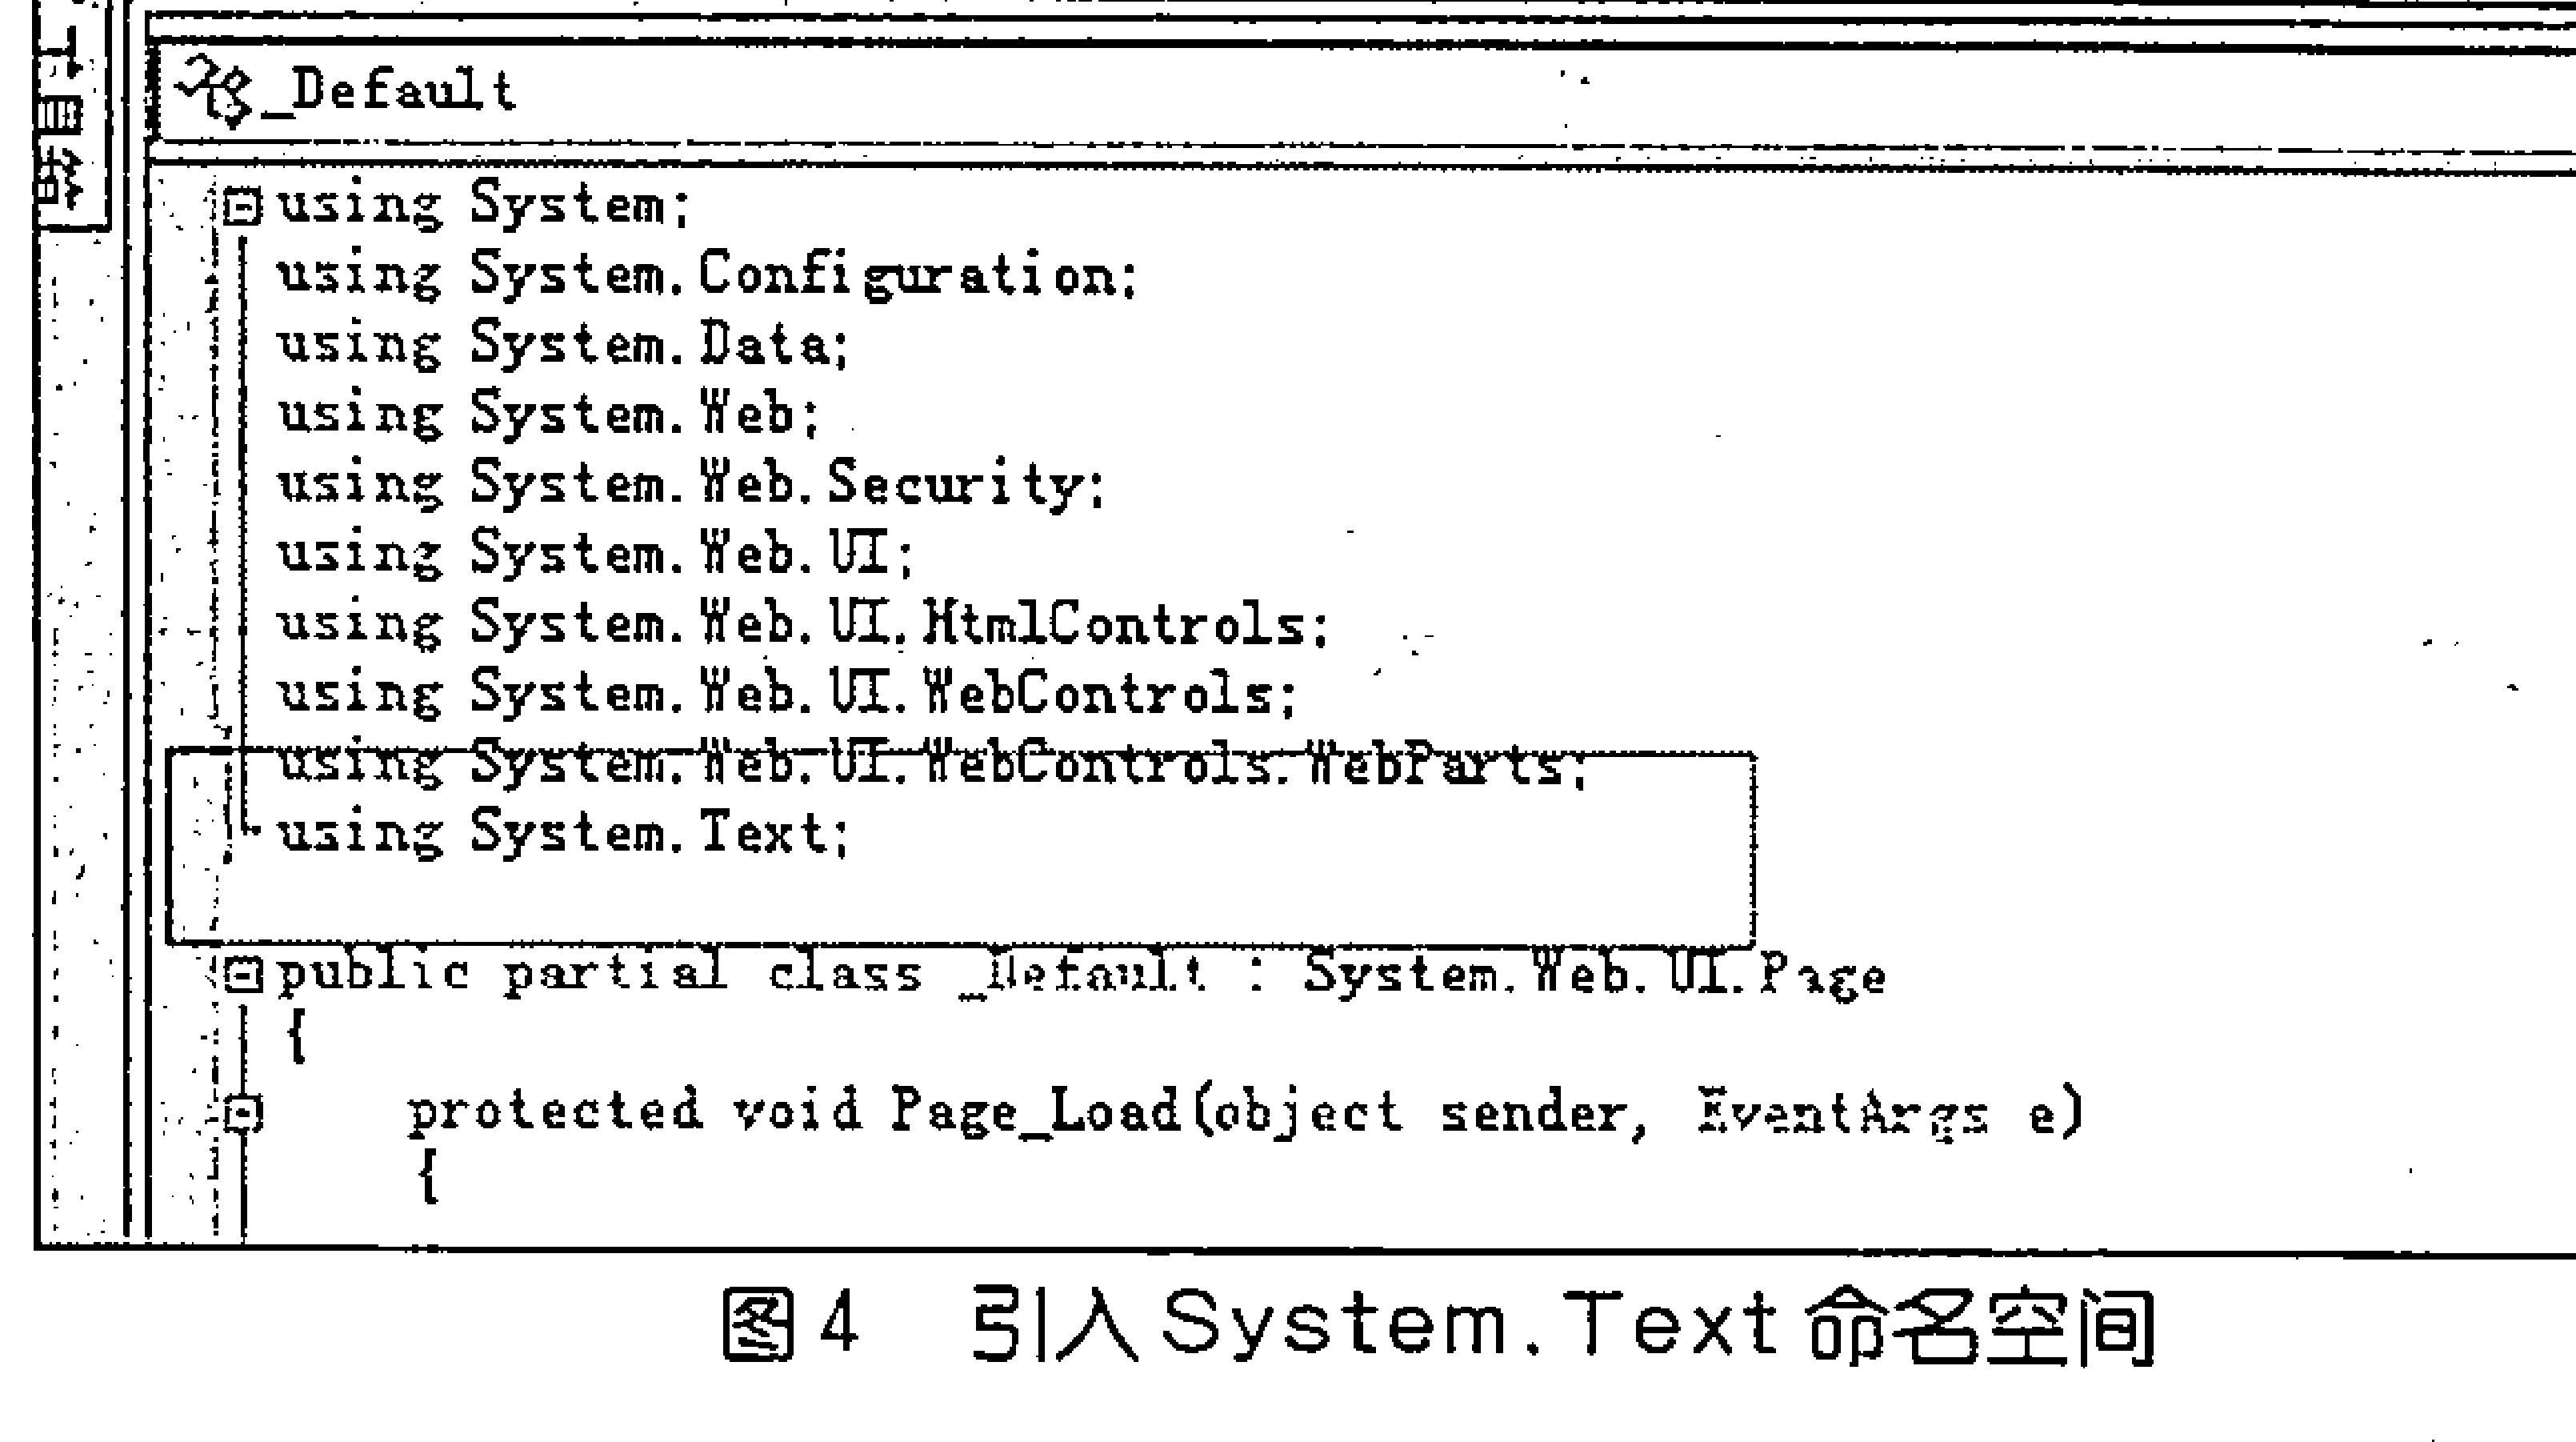 工具箱
_Default
using System;
using System.Configuration;
using System.Data;
using System.Web;
using System.Web.Security;
using System.Web.UI;
using System.Web.UI.HtmlControls;
using System.Web.UI.WebControls;
using System.Web.UI.WebControls.WebParts;
using System.Text;
public partial class _Default : System.Web.UI.Page
{
protected void Page_Load(object sender, EventArgs e)
{
图4 引入System.Text命名空间